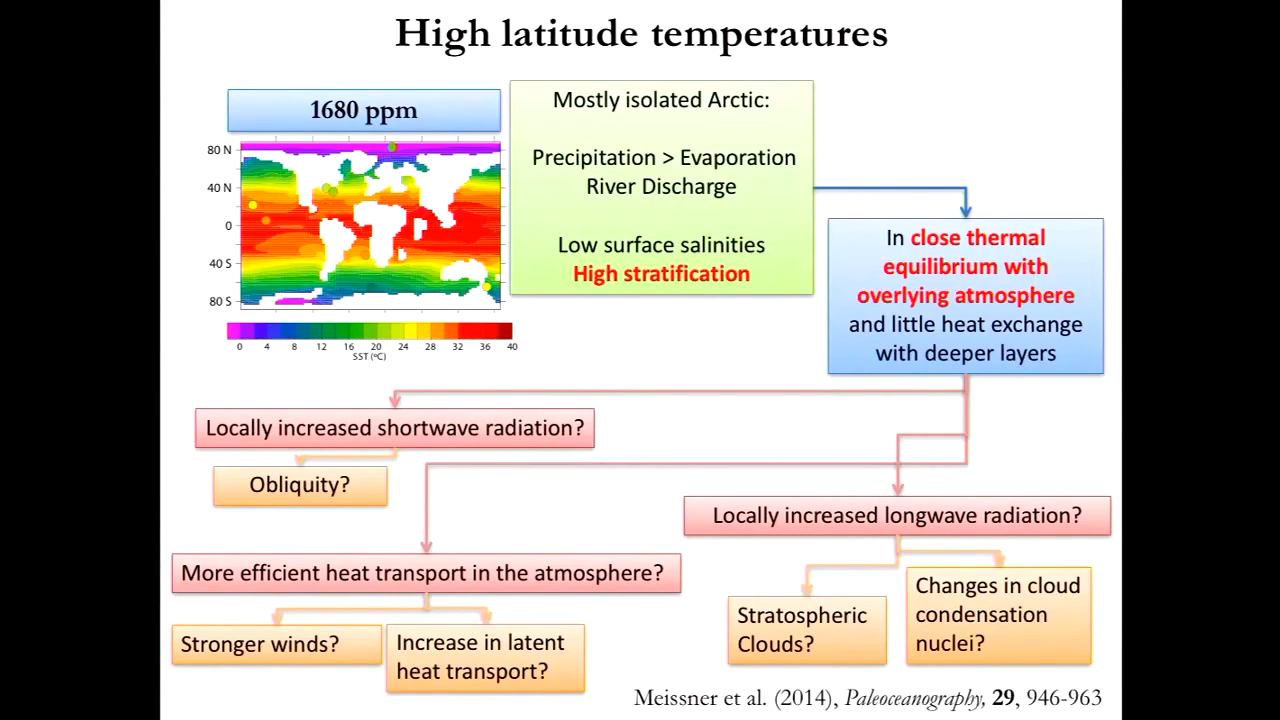 High latitude temperatures
1680 ppm
80 N
40 N
0
40 S
80 S
0 4 8 12 16 20 24 28 32 36 40
SST (ºC)
Mostly isolated Arctic:
Precipitation > Evaporation
River Discharge
Low surface salinities
High stratification
In close thermal
equilibrium with
overlying atmosphere
and little heat exchange
with deeper layers
Locally increased shortwave radiation?
Obliquity?
Locally increased longwave radiation?
More efficient heat transport in the atmosphere?
Stronger winds?
Increase in latent
heat transport?
Stratospheric
Clouds?
Changes in cloud
condensation
nuclei?
Meissner et al. (2014), Paleoceanography, 29, 946-963